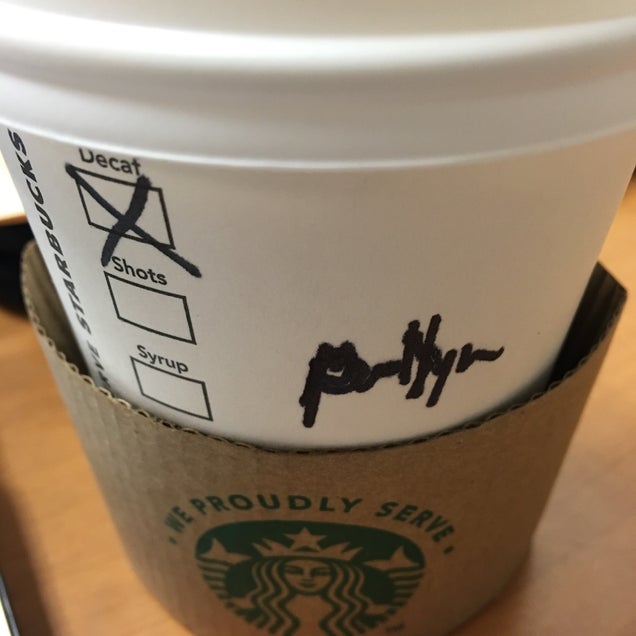 Decaf
Shots
Syrup
STARBUCKS
WE PROUDLY SERVE